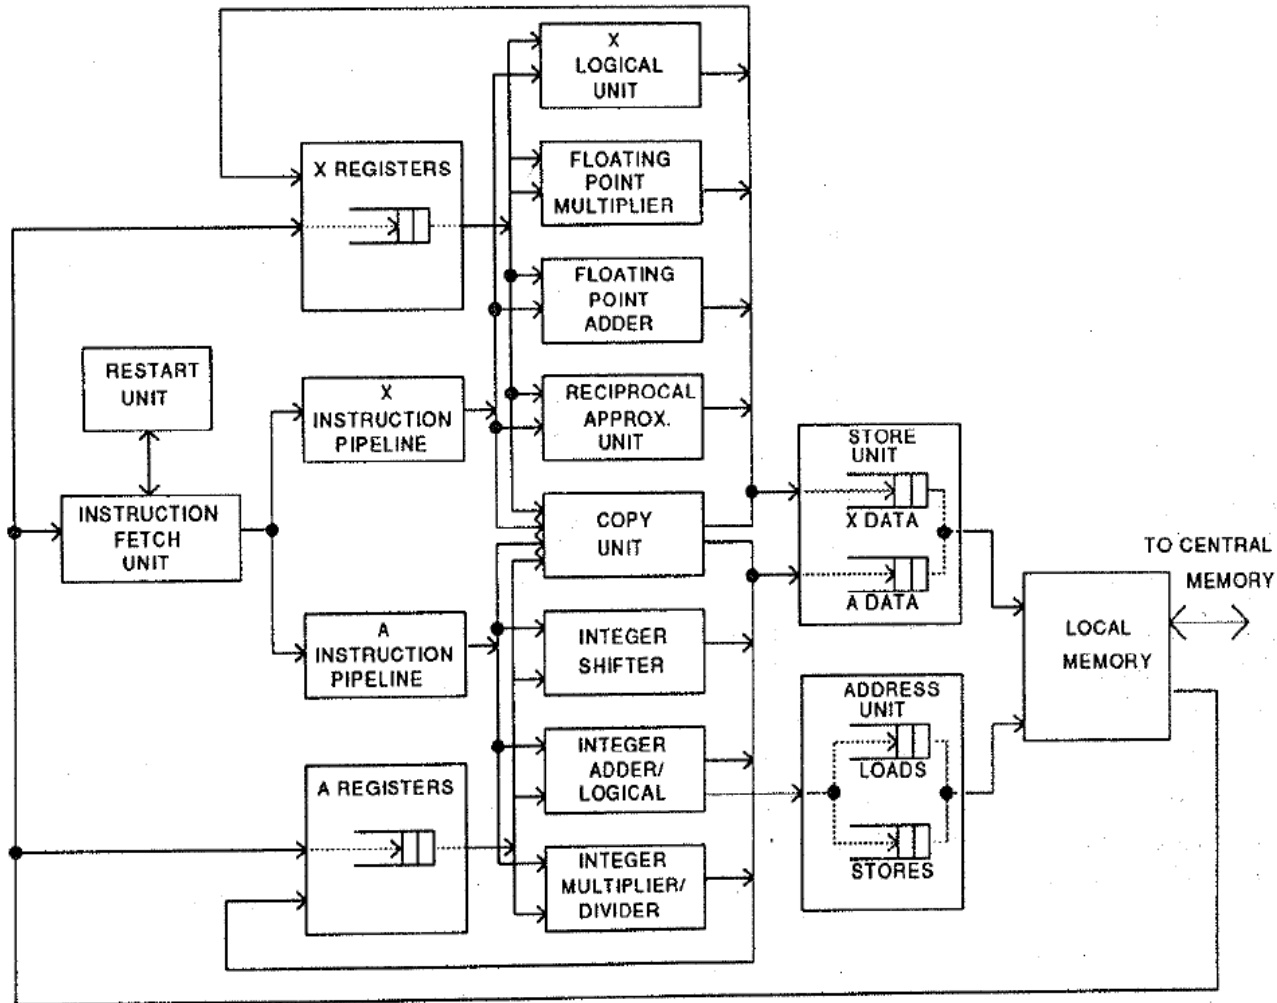 X
LOGICAL
UNIT
X REGISTERS
FLOATING
POINT
MULTIPLIER
FLOATING
POINT
ADDER
RESTART
UNIT
X
INSTRUCTION
PIPELINE
RECIPROCAL
APPROX.
UNIT
INSTRUCTION
FETCH
UNIT
COPY
UNIT
STORE
UNIT
X DATA
A DATA
TO CENTRAL
MEMORY
A
INSTRUCTION
PIPELINE
INTEGER
SHIFTER
LOCAL
MEMORY
ADDRESS
UNIT
LOADS
STORES
A REGISTERS
INTEGER
ADDER/
LOGICAL
INTEGER
MULTIPLIER/
DIVIDER